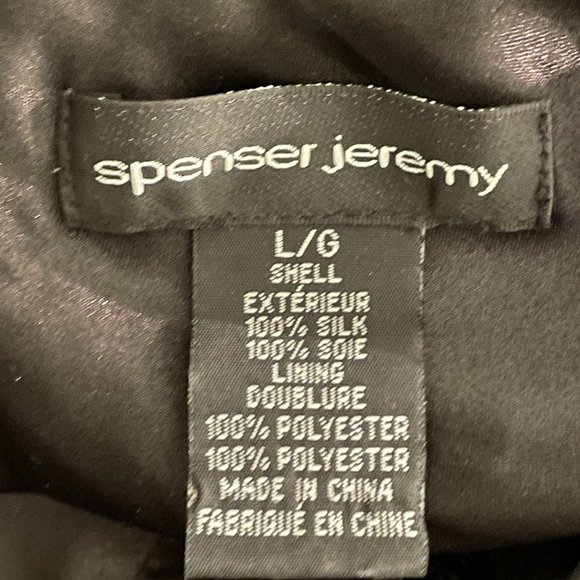 spenser jeremy
L/G
SHELL
EXTÉRIEUR
100% SILK
100% SOIE
LINING
DOUBLURE
100% POLYESTER
100% POLYESTER
MADE IN CHINA
FABRIQUÉ EN CHINE